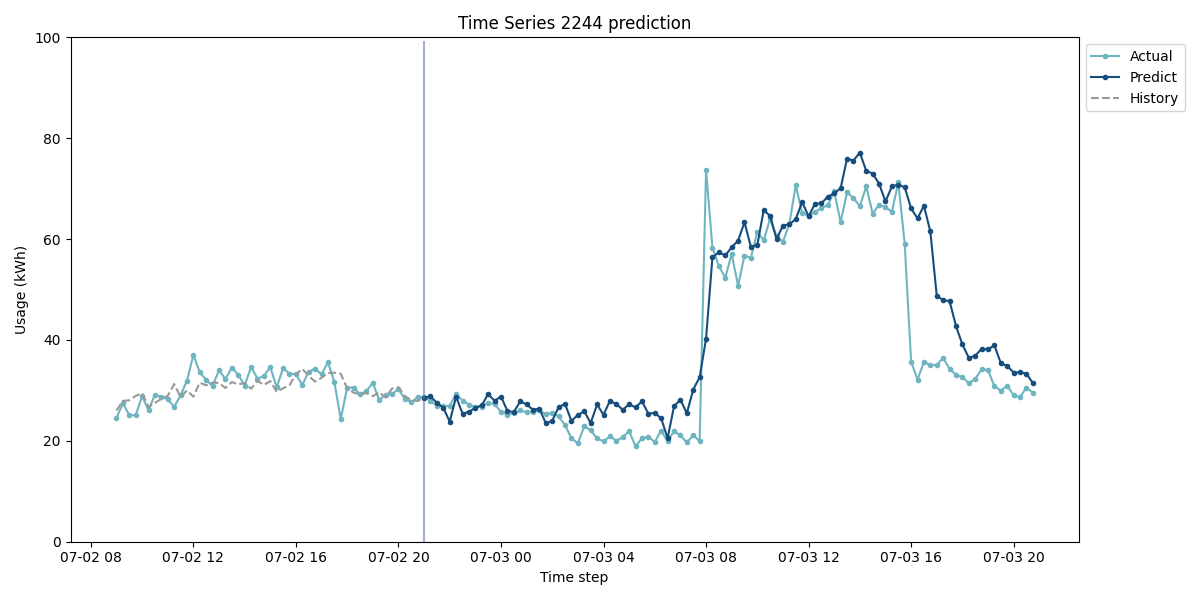 Time Series 2244 prediction
100
80
60
40
20
0
Usage (kWh)
07-02 08
07-02 12
07-02 16
07-02 20
07-03 00
07-03 04
07-03 08
07-03 12
07-03 16
07-03 20
Time step
Actual
Predict
History